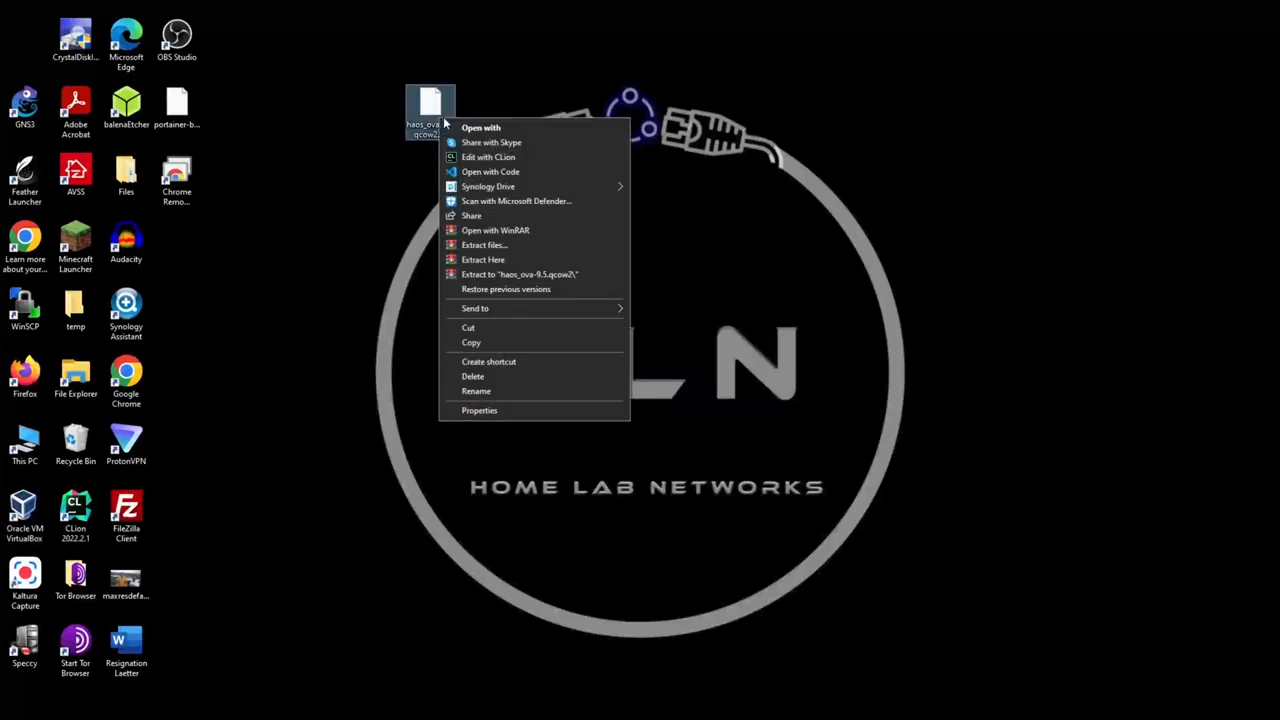 CrystalDiskI...
Microsoft
Edge
OBS Studio
GNS3
Adobe
Acrobat
balenaEtcher
portainer-b...
Feather
Launcher
AVSS
Files
Chrome
Remo...
Learn more
about your...
Minecraft
Launcher
Audacity
WinSCP
temp
Synology
Assistant
Firefox
File Explorer
Google
Chrome
This PC
Recycle Bin
ProtonVPN
Oracle VM
VirtualBox
CLion
2022.2.1
FileZilla
Client
Kaltura
Capture
Tor Browser
maxresdefa...
Speccy
Start Tor
Browser
Resignation
Laetter
haos_ova
qcow2
Open with
Share with Skype
Edit with CLion
Open with Code
Synology Drive
Scan with Microsoft Defender...
Share
Open with WinRAR
Extract files...
Extract Here
Extract to "haos_ova-9.5.qcow2\"
Restore previous versions
Send to
Cut
Copy
Create shortcut
Delete
Rename
Properties
N
HOME LAB NETWORKS